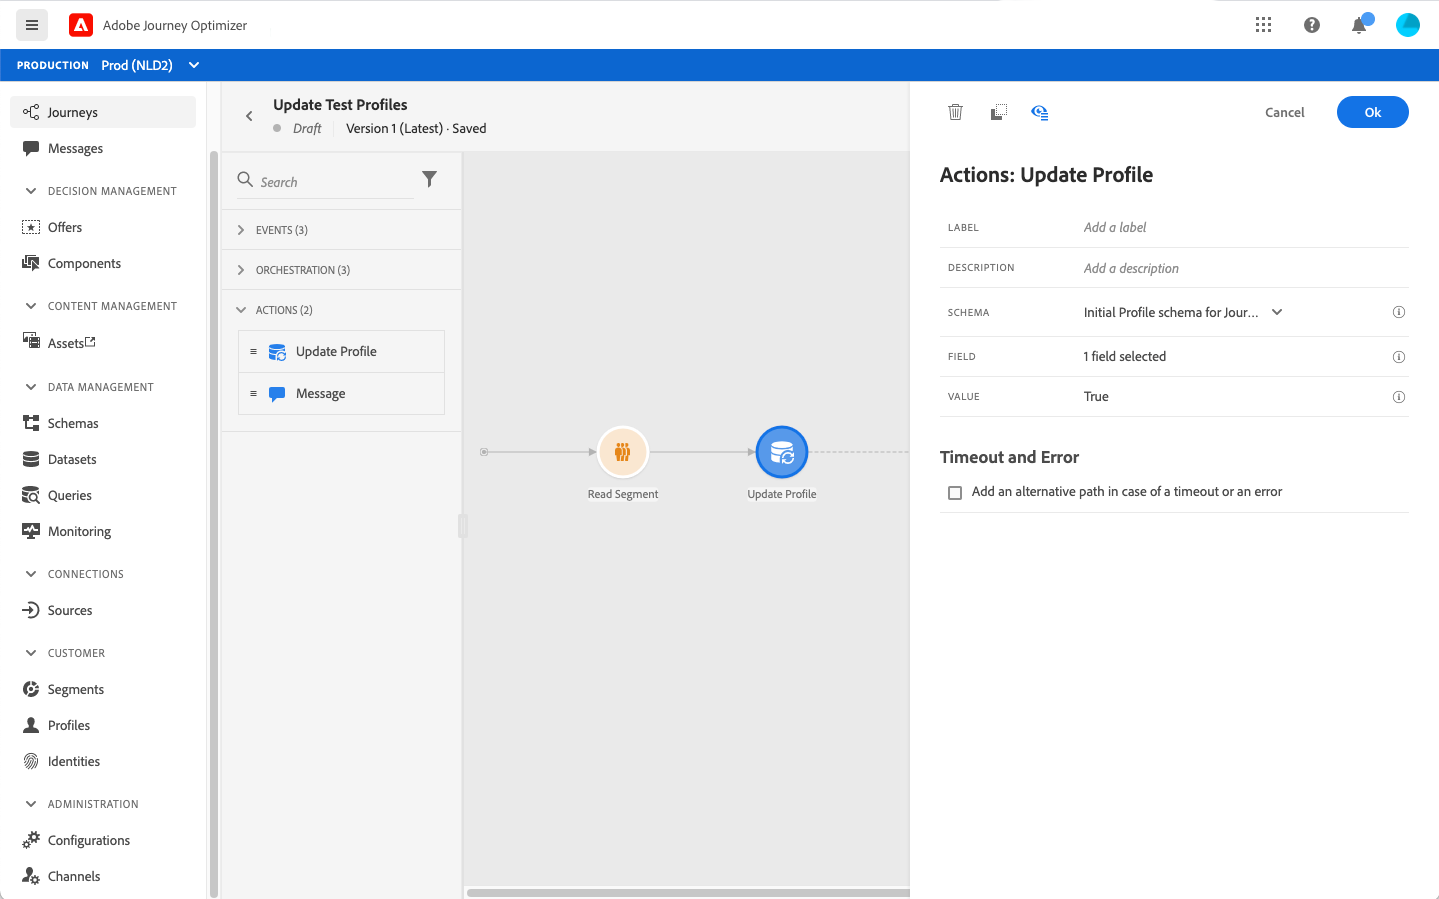 Adobe Journey Optimizer
PRODUCTION Prod (NLD2)
Journeys
Messages
DECISION MANAGEMENT
Offers
Components
CONTENT MANAGEMENT
Assets
DATA MANAGEMENT
Schemas
Datasets
Queries
Monitoring
CONNECTIONS
Sources
CUSTOMER
Segments
Profiles
Identities
ADMINISTRATION
Configurations
Channels
Update Test Profiles
Draft Version 1 (Latest) · Saved
Search
EVENTS (3)
ORCHESTRATION (3)
ACTIONS (2)
Update Profile
Message
Read Segment
Update Profile
Cancel
Ok
Actions: Update Profile
LABEL Add a label
DESCRIPTION Add a description
SCHEMA Initial Profile schema for Jour...
FIELD 1 field selected
VALUE True
Timeout and Error
Add an alternative path in case of a timeout or an error